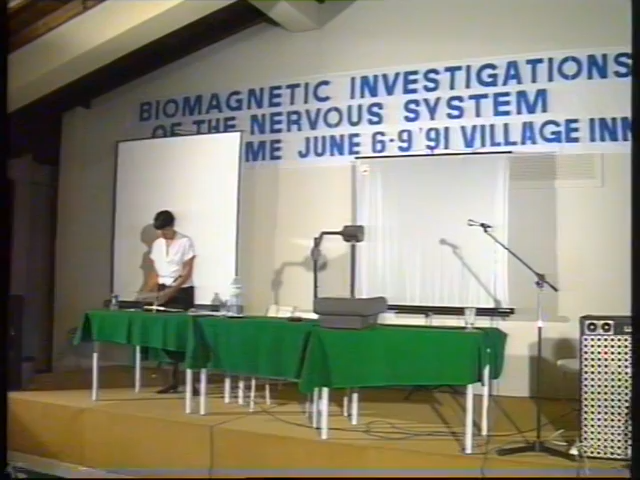 BIOMAGNETIC INVESTIGATIONS
OF THE NERVOUS SYSTEM
ME JUNE 6-9 '91 VILLAGE INN